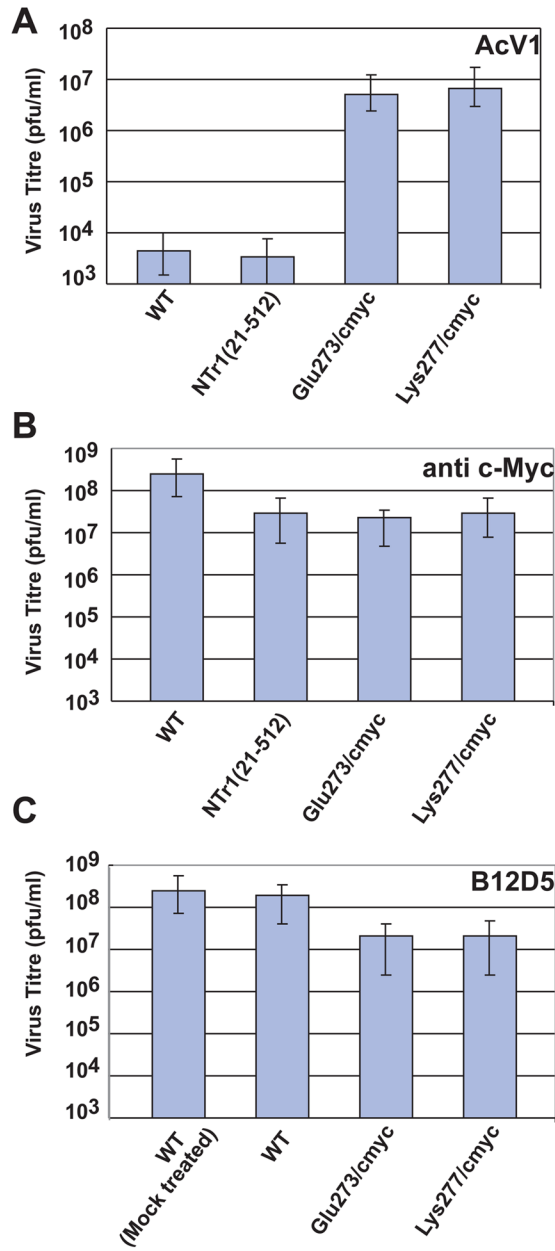 A
AcV1
Virus Titre (pfu/ml)
10⁸
10⁷
10⁶
10⁵
10⁴
10³
WT
NTr1(21-512)
Glu273/cmyc
Lys277/cmyc
B
anti c-Myc
Virus Titre (pfu/ml)
10⁹
10⁸
10⁷
10⁶
10⁵
10⁴
10³
WT
NTr1(21-512)
Glu273/cmyc
Lys277/cmyc
C
B12D5
Virus Titre (pfu/ml)
10⁹
10⁸
10⁷
10⁶
10⁵
10⁴
10³
WT
(Mock treated)
WT
Glu273/cmyc
Lys277/cmyc